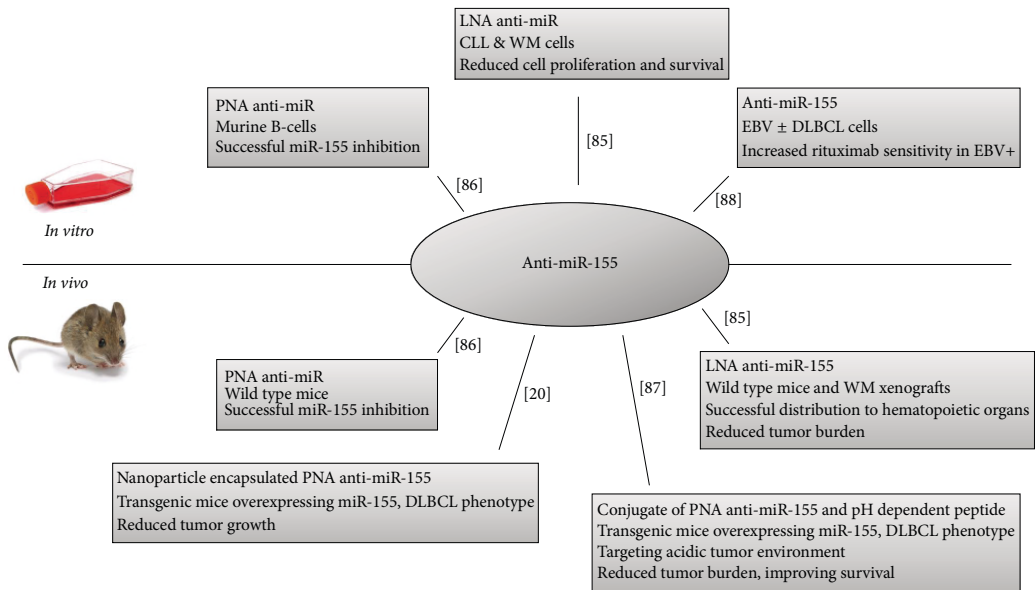 LNA anti-miR
CLL & WM cells
Reduced cell proliferation and survival
PNA anti-miR
Murine B-cells
Successful miR-155 inhibition
Anti-miR-155
EBV ± DLBCL cells
Increased rituximab sensitivity in EBV+
[85]
[86]
[88]
In vitro
Anti-miR-155
In vivo
[86]
[20]
[87]
[85]
PNA anti-miR
Wild type mice
Successful miR-155 inhibition
LNA anti-miR-155
Wild type mice and WM xenografts
Successful distribution to hematopoietic organs
Reduced tumor burden
Nanoparticle encapsulated PNA anti-miR-155
Transgenic mice overexpressing miR-155, DLBCL phenotype
Reduced tumor growth
Conjugate of PNA anti-miR-155 and pH dependent peptide
Transgenic mice overexpressing miR-155, DLBCL phenotype
Targeting acidic tumor environment
Reduced tumor burden, improving survival